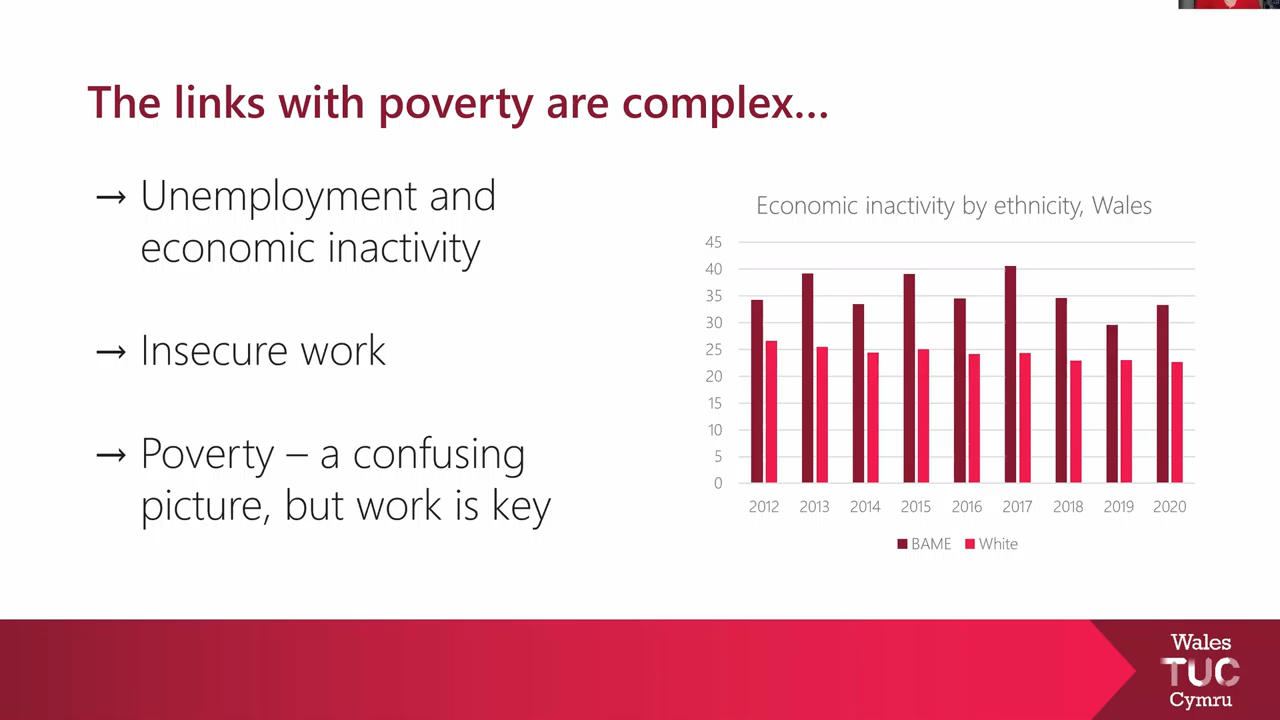 The links with poverty are complex...
→ Unemployment and
economic inactivity
→ Insecure work
→ Poverty – a confusing
picture, but work is key
Economic inactivity by ethnicity, Wales
45
40
35
30
25
20
15
10
5
0
2012 2013 2014 2015 2016 2017 2018 2019 2020
BAME White
Wales
TUC
Cymru